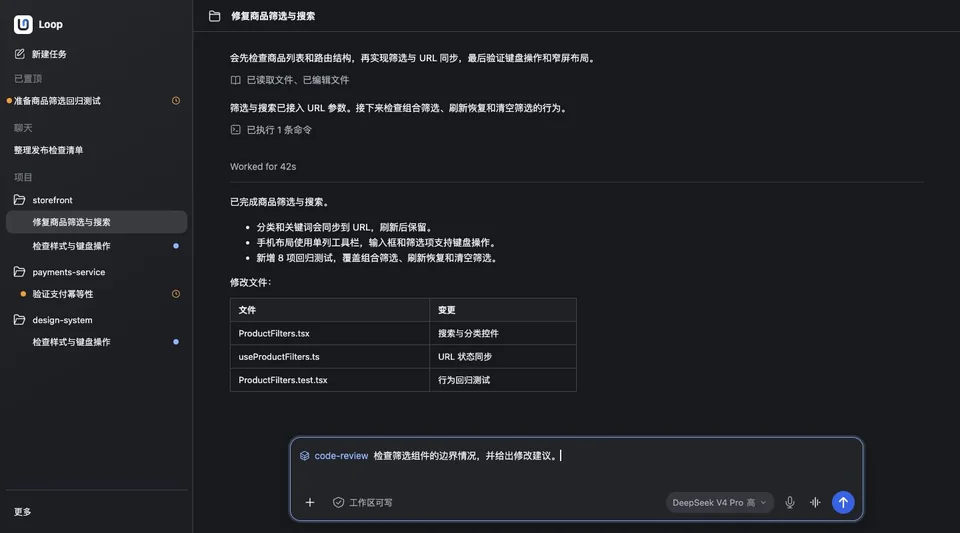 Loop
新建任务
已置顶
准备商品筛选回归测试
聊天
整理发布检查清单
项目
storefront
修复商品筛选与搜索
检查样式与键盘操作
payments-service
验证支付幂等性
design-system
检查样式与键盘操作
更多
修复商品筛选与搜索
会先检查商品列表和路由结构，再实现筛选与 URL 同步，最后验证键盘操作和窄屏布局。
已读取文件、已编辑文件
筛选与搜索已接入 URL 参数。接下来检查组合筛选、刷新恢复和清空筛选的行为。
已执行 1 条命令
Worked for 42s
已完成商品筛选与搜索。
• 分类和关键词会同步到 URL，刷新后保留。
• 手机布局使用单列工具栏，输入框和筛选项支持键盘操作。
• 新增 8 项回归测试，覆盖组合筛选、刷新恢复和清空筛选。
修改文件：
文件 变更
ProductFilters.tsx 搜索与分类控件
useProductFilters.ts URL 状态同步
ProductFilters.test.tsx 行为回归测试
code-review 检查筛选组件的边界情况，并给出修改建议。
工作区可写 DeepSeek V4 Pro 高